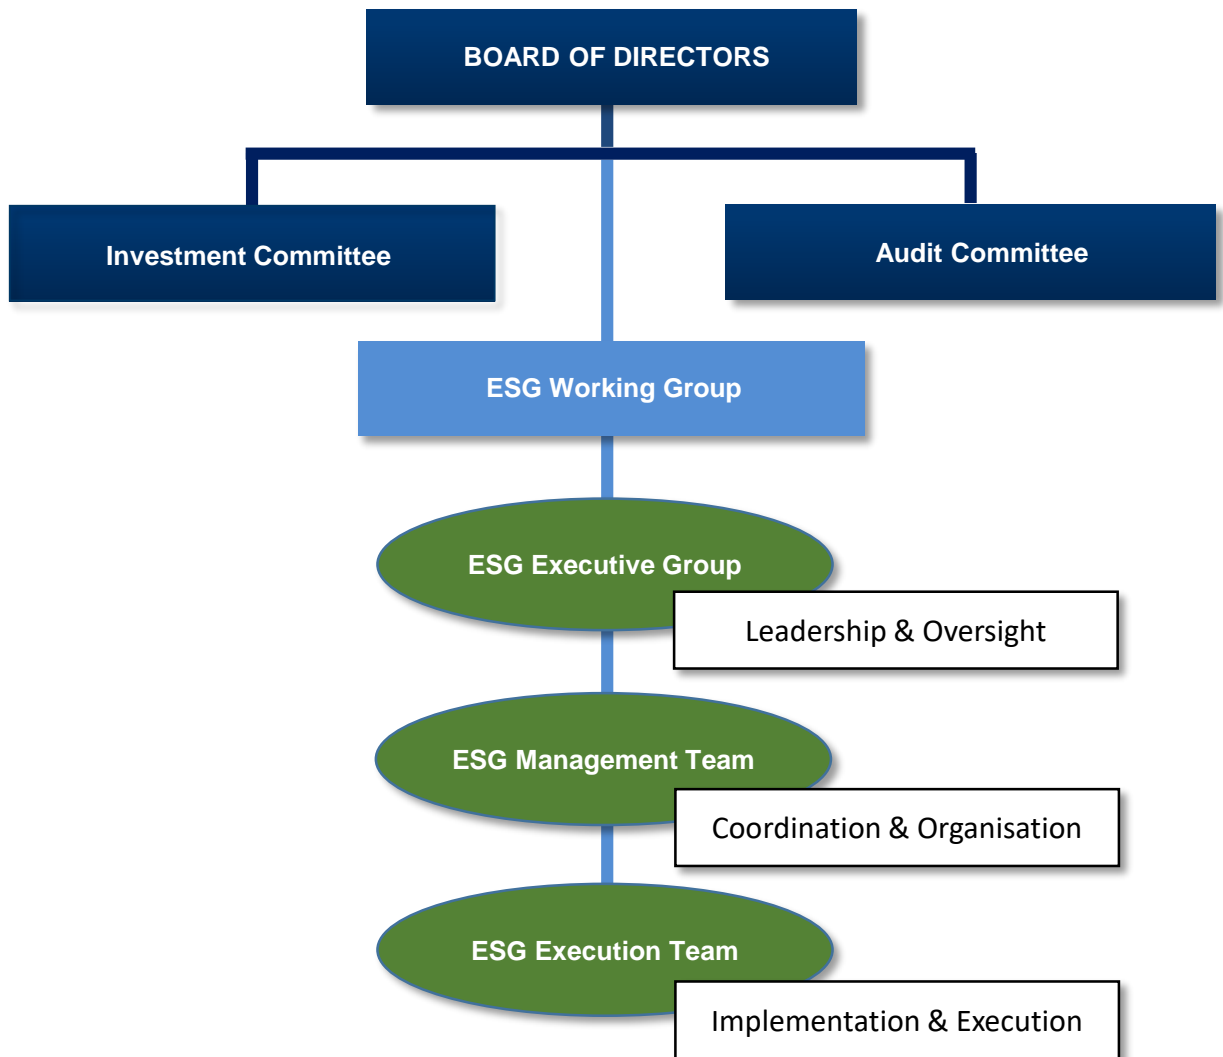 BOARD OF DIRECTORS
Investment Committee
Audit Committee
ESG Working Group
ESG Executive Group
Leadership & Oversight
ESG Management Team
Coordination & Organisation
ESG Execution Team
Implementation & Execution